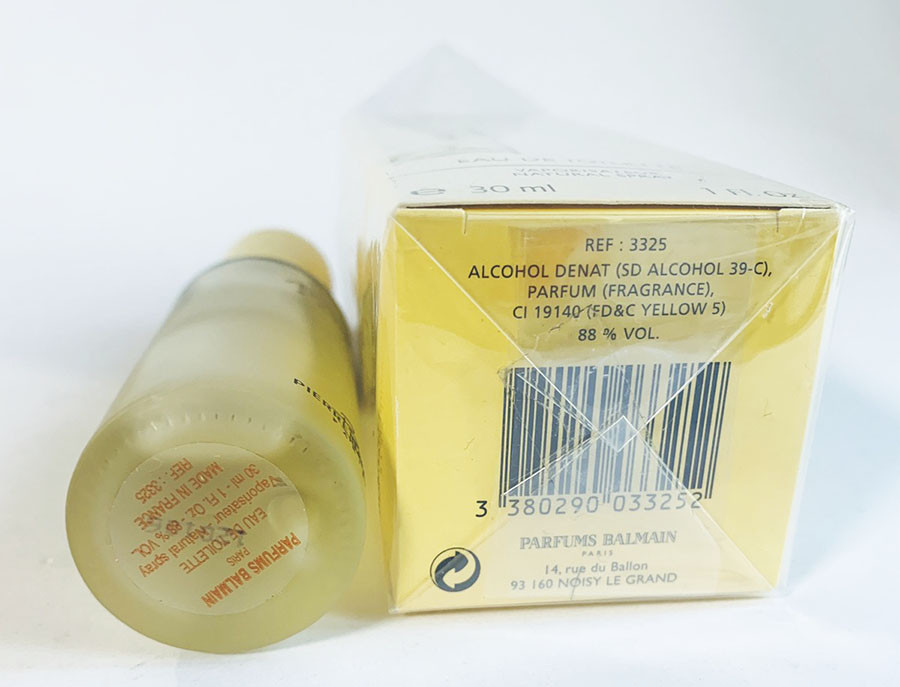 EAU DE TOILETTE
VAPORISATEUR
NATURAL SPRAY
e 30 ml
1 fl. oz
REF : 3325
ALCOHOL DENAT (SD ALCOHOL 39-C),
PARFUM (FRAGRANCE),
CI 19140 (FD&C YELLOW 5)
88 % VOL.
3 380290 033252
PARFUMS BALMAIN
PARIS
14, rue du Ballon
93 160 NOISY LE GRAND
PARFUMS BALMAIN
PARIS
EAU DE TOILETTE
Vaporisateur Natural spray
30 ml 1 FL. OZ. 88 % VOL.
MADE IN FRANCE
REF : 3325